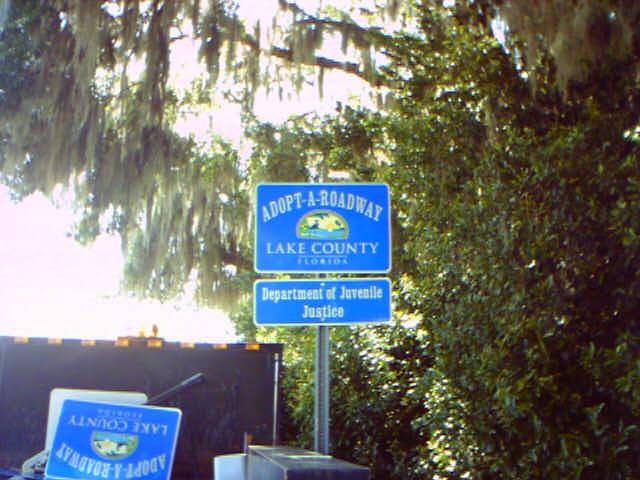 ADOPT-A-ROADWAY
LAKE COUNTY
FLORIDA
Department of Juvenile
Justice
ADOPT-A-ROADWAY
LAKE COUNTY
FLORIDA